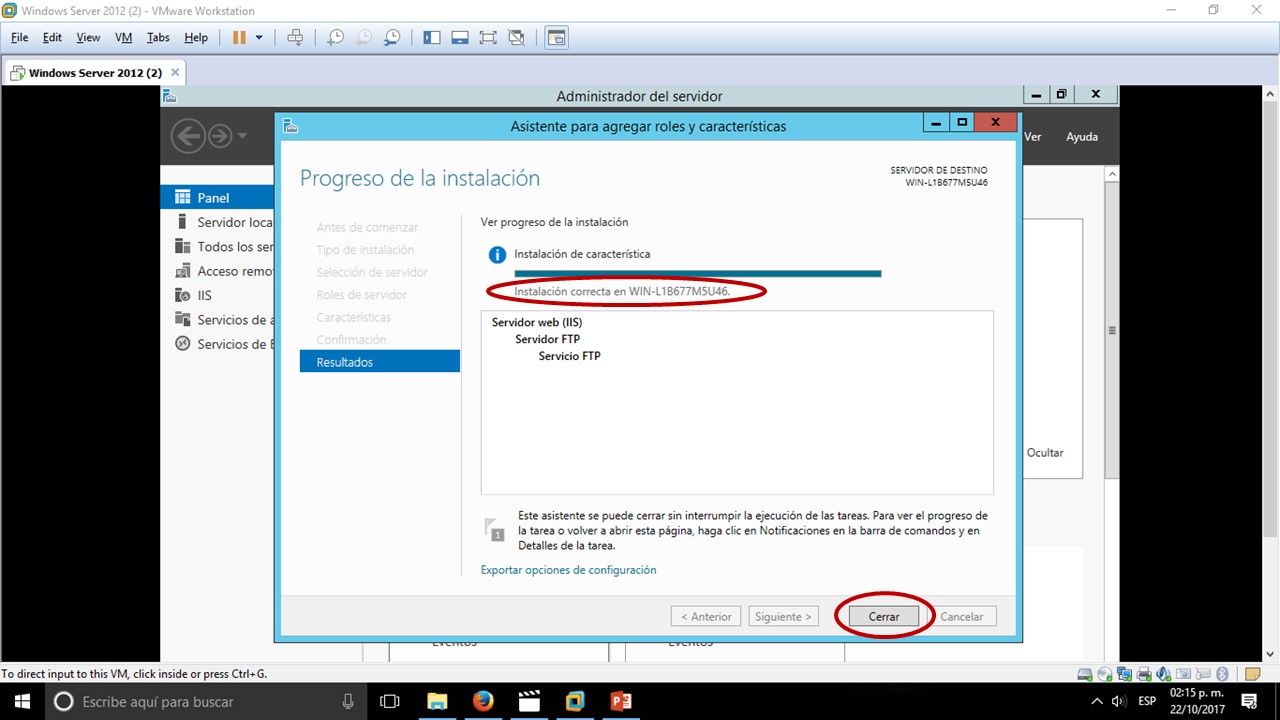 Windows Server 2012 (2) - VMware Workstation
File Edit View VM Tabs Help
Windows Server 2012 (2)
Administrador del servidor
Asistente para agregar roles y características
Ver Ayuda
Progreso de la instalación
SERVIDOR DE DESTINO
WIN-L1B677M5U46
Panel
Servidor loca
Todos los ser
Acceso remo
IIS
Servicios de a
Servicios de E
Antes de comenzar
Tipo de instalación
Selección de servidor
Roles de servidor
Características
Confirmación
Resultados
Ver progreso de la instalación
Instalación de característica
Instalación correcta en WIN-L1B677M5U46.
Servidor web (IIS)
Servidor FTP
Servicio FTP
Ocultar
Este asistente se puede cerrar sin interrumpir la ejecución de las tareas. Para ver el progreso de
la tarea o volver a abrir esta página, haga clic en Notificaciones en la barra de comandos y en
Detalles de la tarea.
1
Exportar opciones de configuración
< Anterior Siguiente > Cerrar Cancelar
Eventos Eventos
To direct input to this VM, click inside or press Ctrl+G.
Escribe aquí para buscar
ESP
02:15 p. m.
22/10/2017